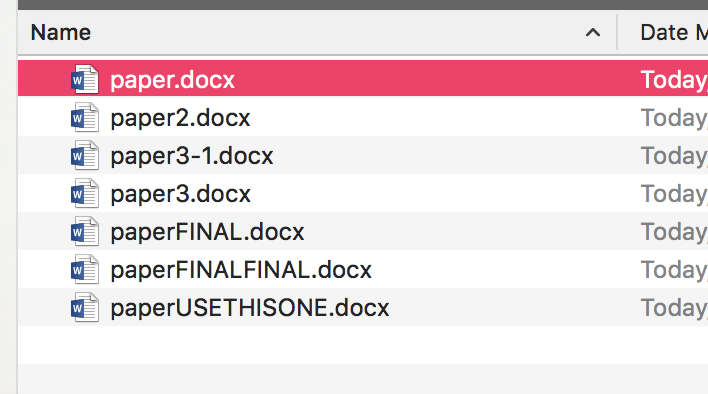 Name Date M
paper.docx Today,
paper2.docx Today,
paper3-1.docx Today,
paper3.docx Today,
paperFINAL.docx Today,
paperFINALFINAL.docx Today,
paperUSETHISONE.docx Today,